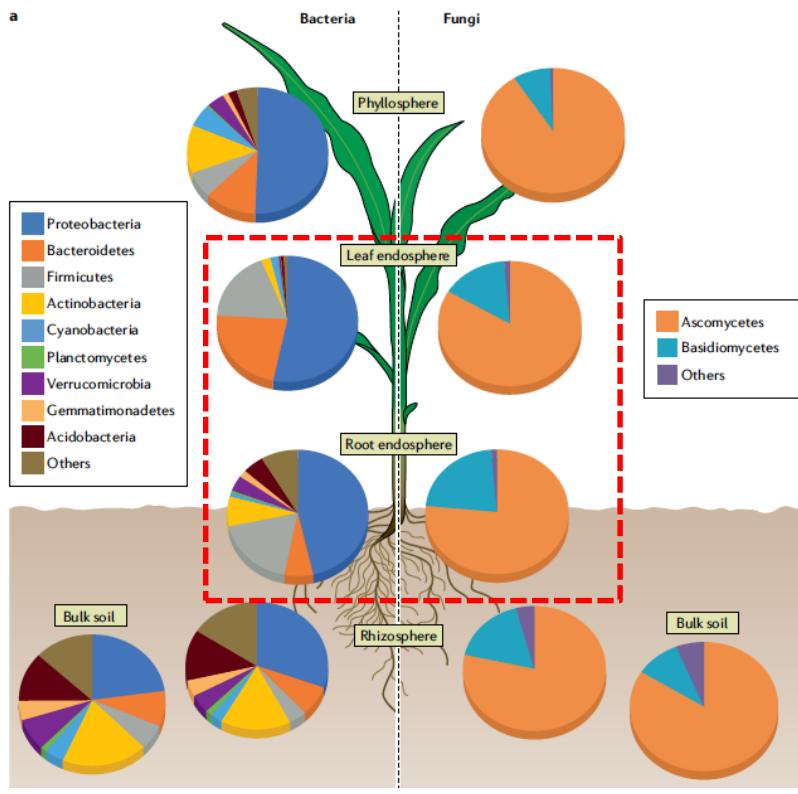 a
Bacteria
Fungi
Phyllosphere
Proteobacteria
Bacteroidetes
Firmicutes
Actinobacteria
Cyanobacteria
Planctomycetes
Verrucomicrobia
Gemmatimonadetes
Acidobacteria
Others
Leaf endosphere
Ascomycetes
Basidiomycetes
Others
Root endosphere
Bulk soil
Rhizosphere
Bulk soil